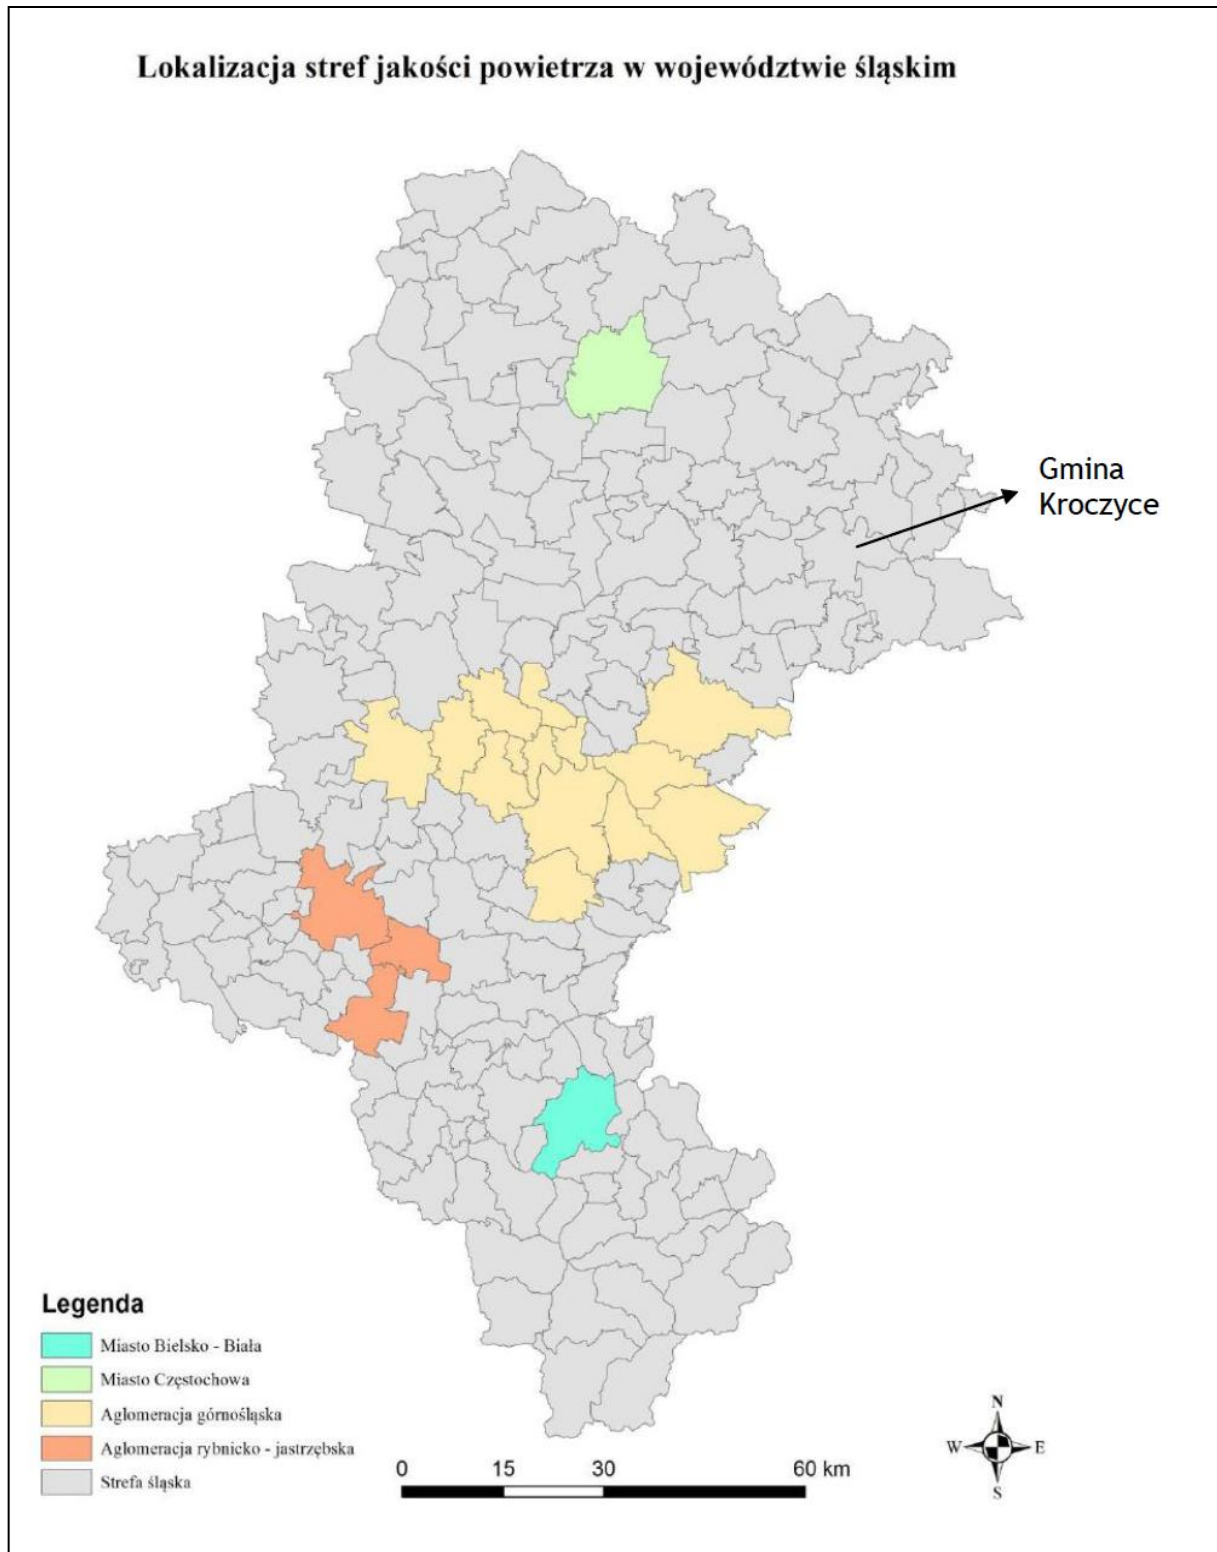 Lokalizacja stref jakości powietrza w województwie śląskim
Gmina
Kroczyce
Legenda
Miasto Bielsko - Biała
Miasto Częstochowa
Aglomeracja górnośląska
Aglomeracja rybnicko - jastrzębska
Strefa śląska
0 15 30 60 km
N
W E
S